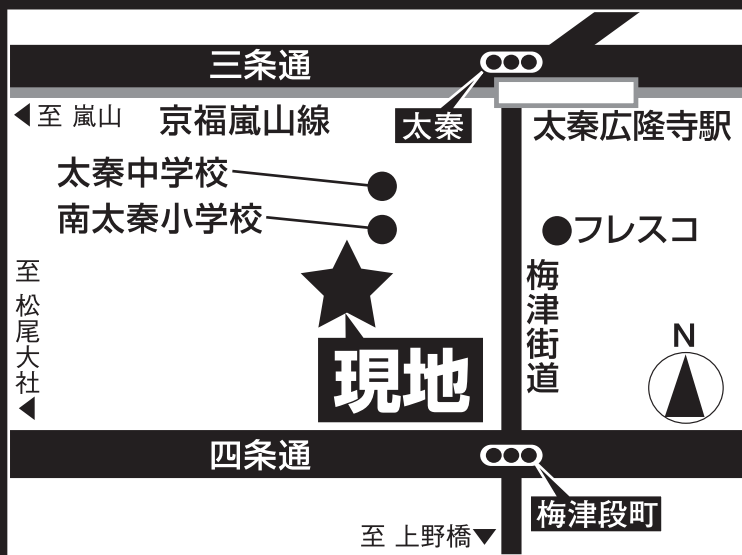 三条通
◀至 嵐山
京福嵐山線
太秦
太秦広隆寺駅
太秦中学校
南太秦小学校
フレスコ
至 松尾大社◀
梅津街道
現地
N
四条通
梅津段町
至 上野橋▼